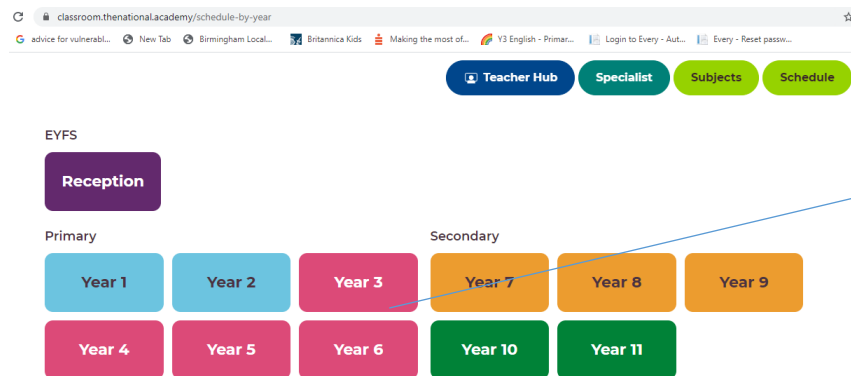 classroom.thenational.academy/schedule-by-year
advice for vulnerabl... New Tab Birmingham Local... Britannica Kids Making the most of... Y3 English - Primar... Login to Every - Aut... Every - Reset passw...
Teacher Hub Specialist Subjects Schedule
EYFS
Reception
Primary Secondary
Year 1 Year 2 Year 3 Year 7 Year 8 Year 9
Year 4 Year 5 Year 6 Year 10 Year 11